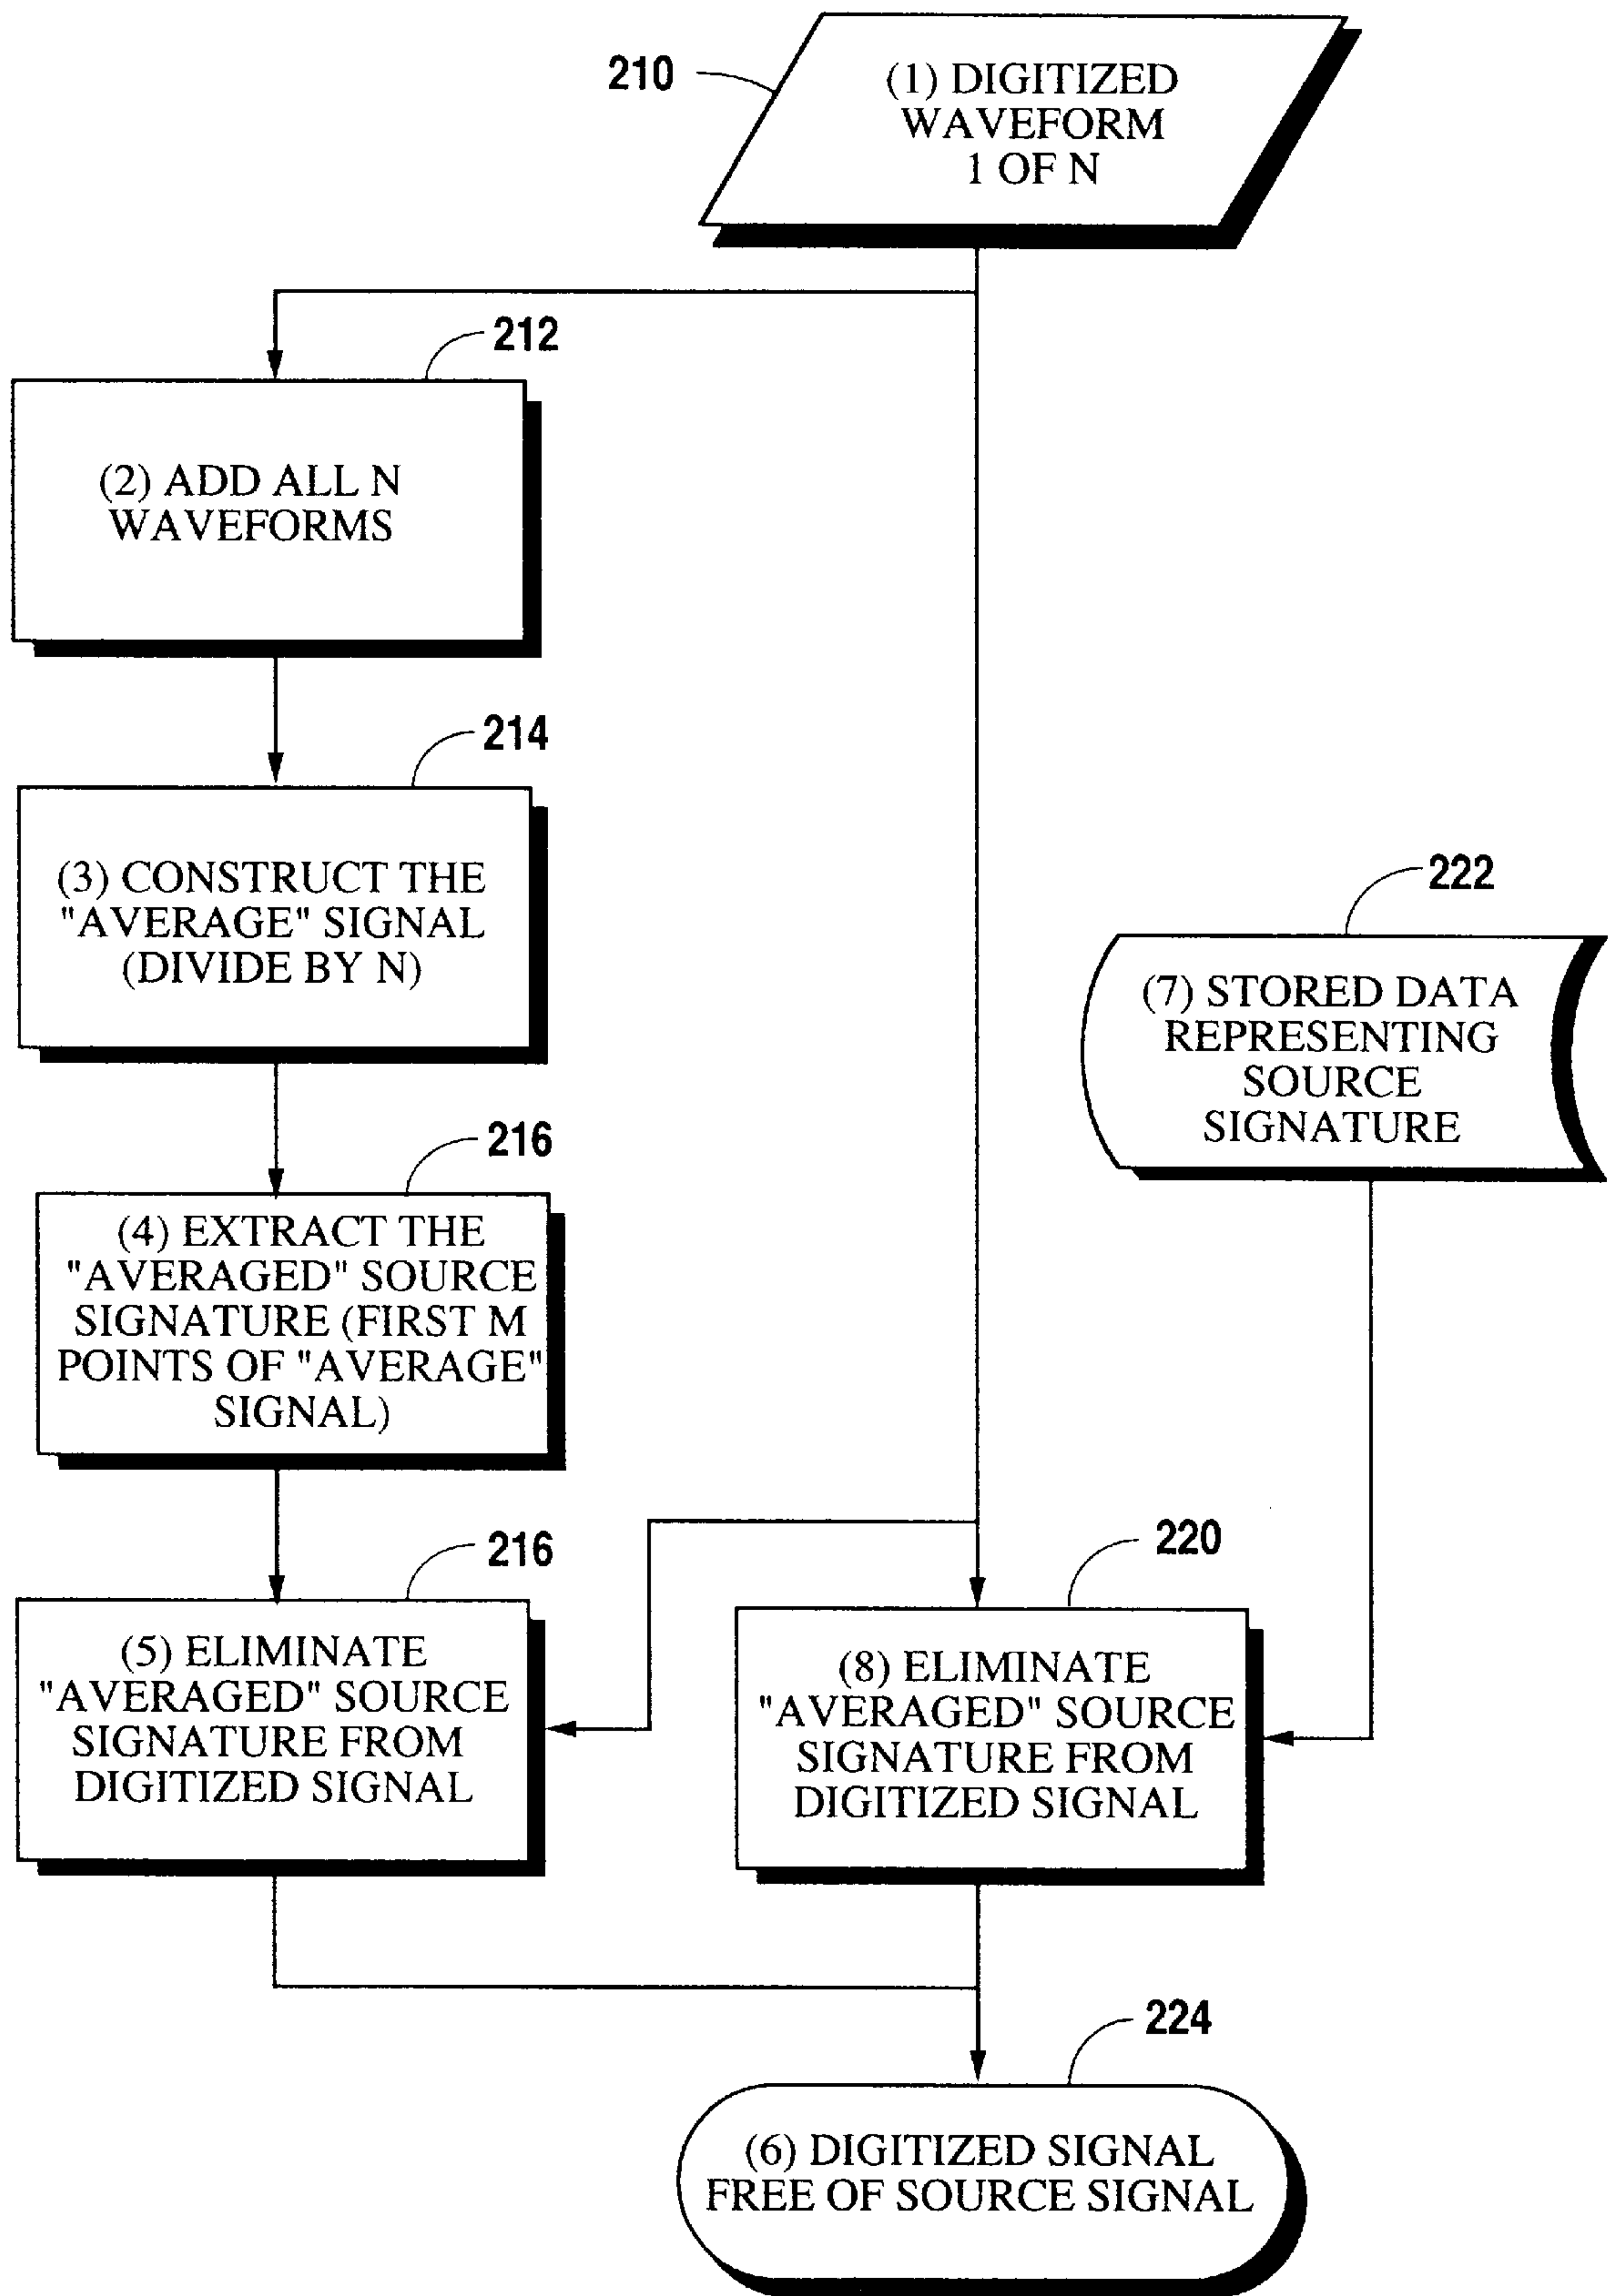 210
(1) DIGITIZED
WAVEFORM
1 OF N
212
(2) ADD ALL N
WAVEFORMS
214
(3) CONSTRUCT THE
"AVERAGE" SIGNAL
(DIVIDE BY N)
222
(7) STORED DATA
REPRESENTING
SOURCE
SIGNATURE
216
(4) EXTRACT THE
"AVERAGED" SOURCE
SIGNATURE (FIRST M
POINTS OF "AVERAGE"
SIGNAL)
216
(5) ELIMINATE
"AVERAGED" SOURCE
SIGNATURE FROM
DIGITIZED SIGNAL
220
(8) ELIMINATE
"AVERAGED" SOURCE
SIGNATURE FROM
DIGITIZED SIGNAL
224
(6) DIGITIZED SIGNAL
FREE OF SOURCE SIGNAL